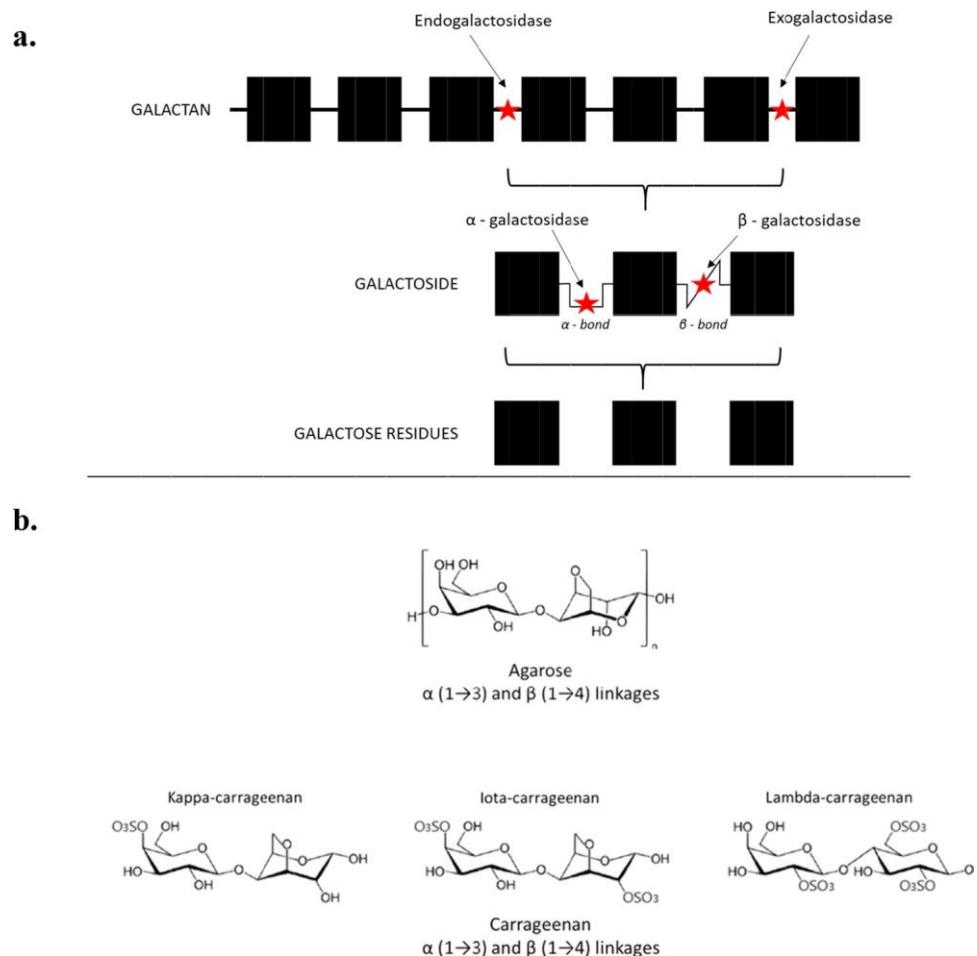 a.
Endogalactosidase
Exogalactosidase
GALACTAN
α - galactosidase
β - galactosidase
GALACTOSIDE
α - bond
β - bond
GALACTOSE RESIDUES
b.
OH OH
O
O
OH
H O
OH
O
HO
O
n
Agarose
α (1→3) and β (1→4) linkages
Kappa-carrageenan
Iota-carrageenan
Lambda-carrageenan
O₃SO
OH
O
O
O
HO
OH
O
OH
OH
O₃SO
OH
O
O
O
HO
OH
O
OH
OSO₃
HO
OH
O
OSO₃
O
HO
OSO₃
O
HO
OSO₃
O
Carrageenan
α (1→3) and β (1→4) linkages